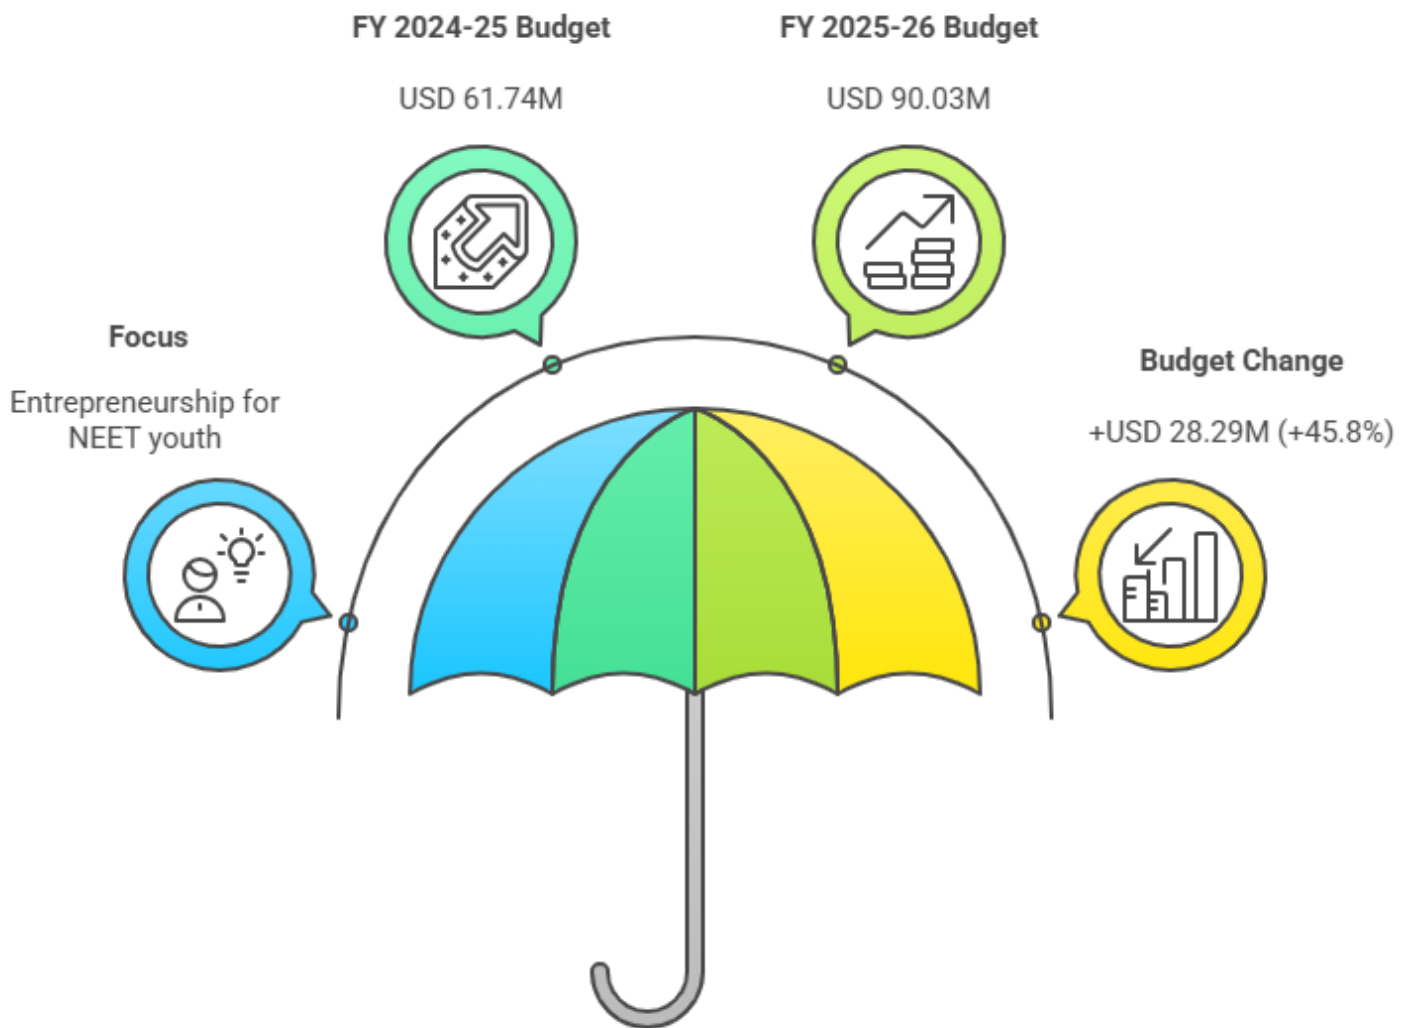 FY 2024-25 Budget
USD 61.74M
FY 2025-26 Budget
USD 90.03M
Focus
Entrepreneurship for
NEET youth
Budget Change
+USD 28.29M (+45.8%)